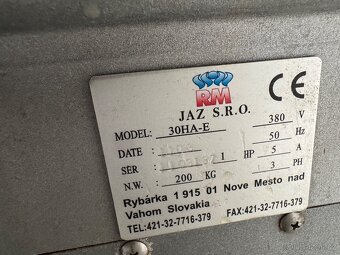 RM
CE
JAZ S.R.O.
MODEL: 30HA-E 380 V
DATE 50 Hz
SER 1 HP 5 A
N.W. 200 KG 3 PH
Rybárka 1 915 01 Nove Mesto nad
Vahom Slovakia
TEL:421-32-7716-379 FAX:421-32-7716-379